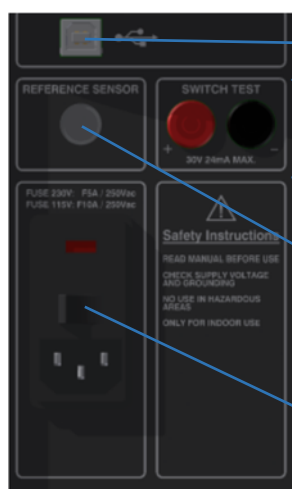 REFERENCE SENSOR
SWITCH TEST
+ −
30V 24mA MAX.
FUSE 230V: F5A / 250Vac
FUSE 115V: F10A / 250Vac
Safety Instructions
READ MANUAL BEFORE USE
CHECK SUPPLY VOLTAGE
AND GROUNDING
NO USE IN HAZARDOUS
AREAS
ONLY FOR INDOOR USE